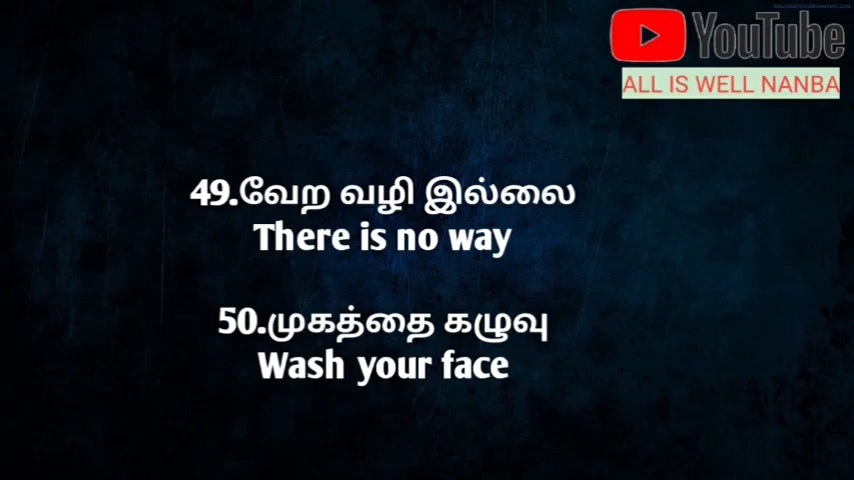 YouTube
ALL IS WELL NANBA
49.வேற வழி இல்லை
There is no way
50.முகத்தை கழுவு
Wash your face